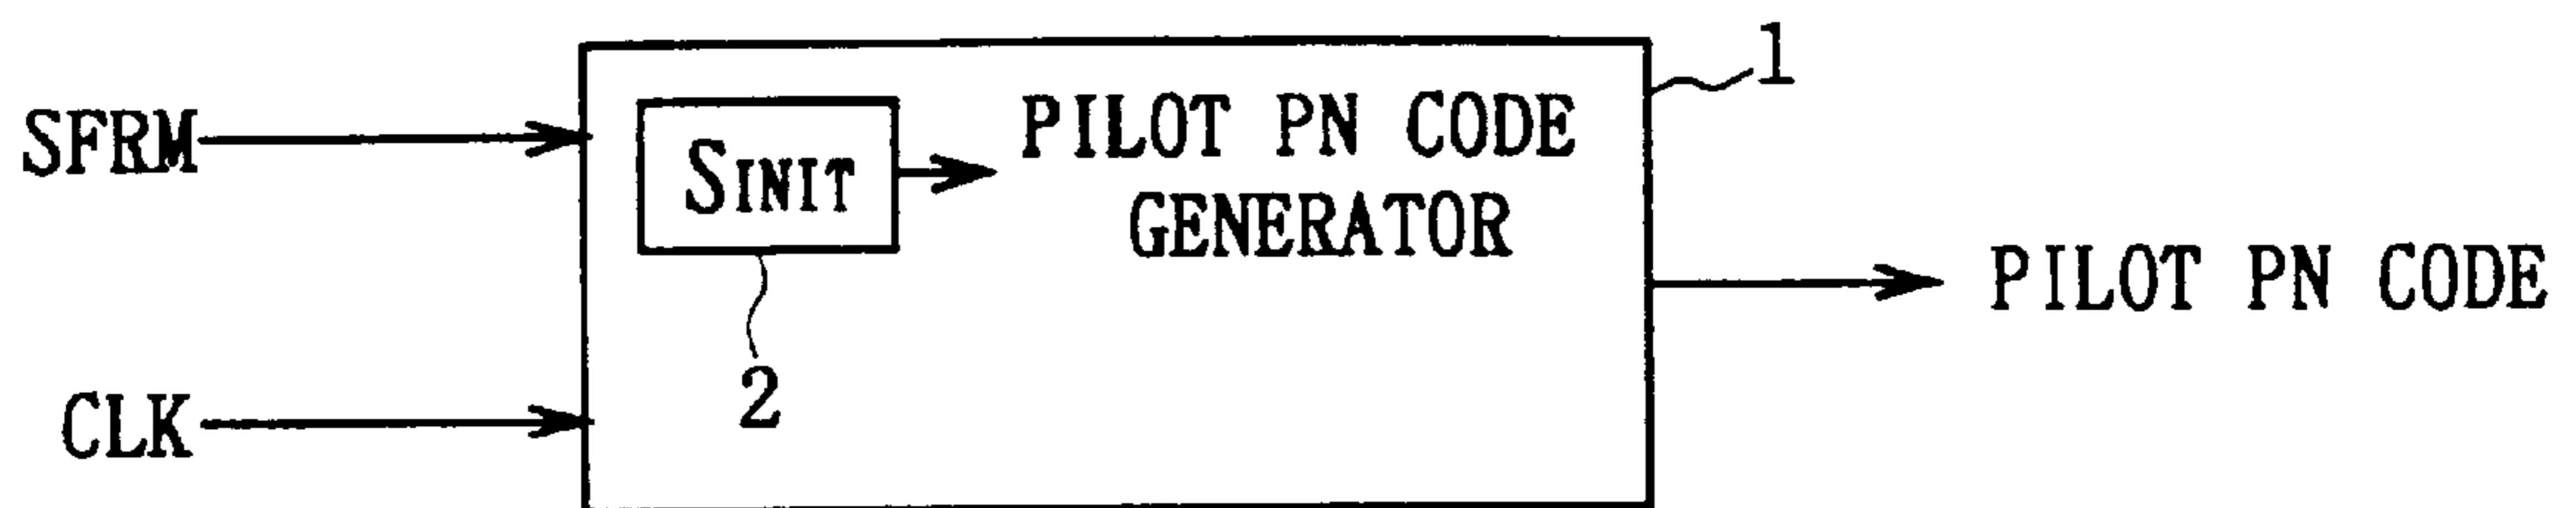 1
SFRM
SINIT
PILOT PN CODE
GENERATOR
PILOT PN CODE
2
CLK